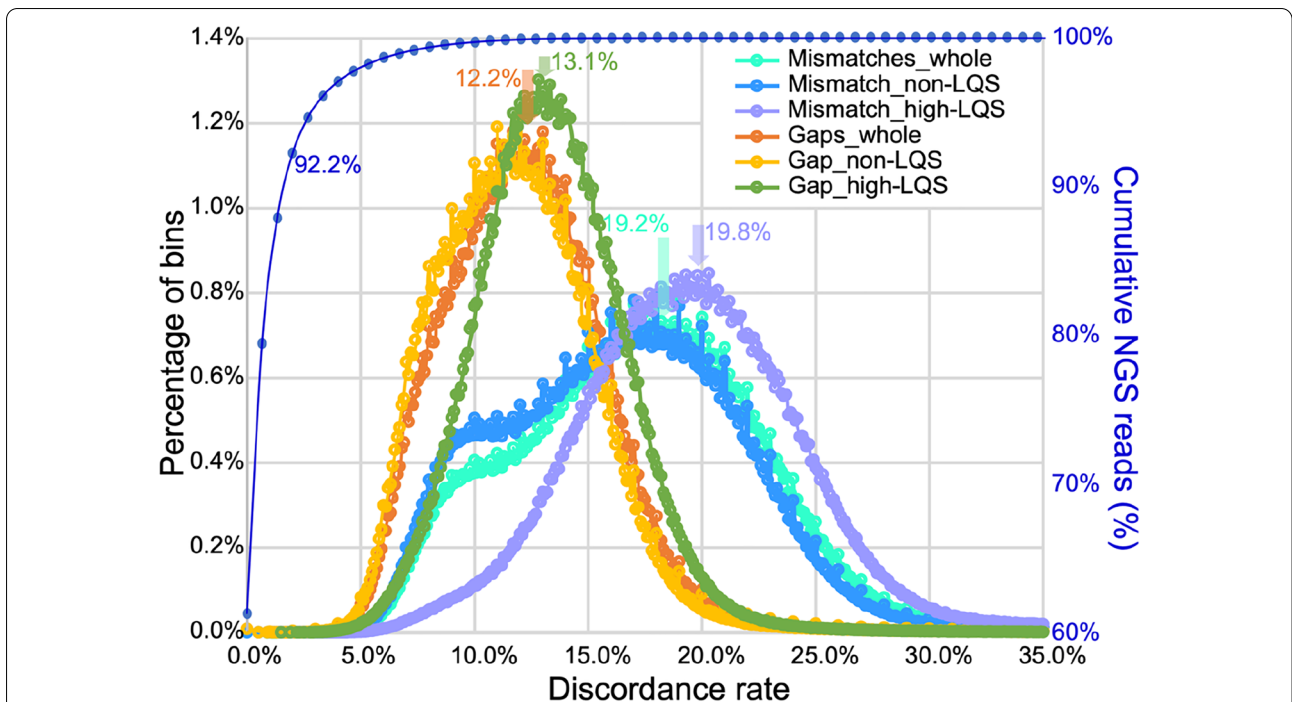 1.4%
1.2%
1.0%
0.8%
0.6%
0.4%
0.2%
0.0%
Percentage of bins
100%
90%
80%
70%
60%
Cumulative NGS reads (%)
Mismatches_whole
Mismatch_non-LQS
Mismatch_high-LQS
Gaps_whole
Gap_non-LQS
Gap_high-LQS
13.1%
12.2%
92.2%
19.2%
19.8%
0.0% 5.0% 10.0% 15.0% 20.0% 25.0% 30.0% 35.0%
Discordance rate